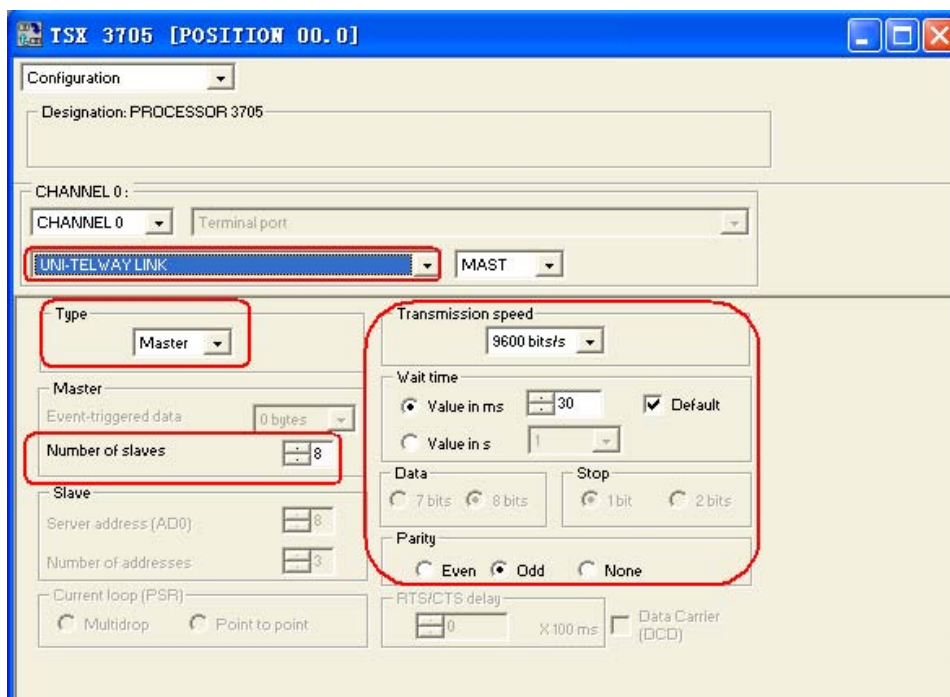 TSX 3705 [POSITION 00.0]
Configuration
Designation: PROCESSOR 3705
CHANNEL 0 :
CHANNEL 0 Terminal port
UNI-TELWAY LINK MAST
Type
Master
Transmission speed
9600 bits/s
Master
Event-triggered data 0 bytes
Number of slaves 8
Wait time
Value in ms 30 Default
Value in s 1
Slave
Server address (AD0) 8
Number of addresses 3
Data
7 bits 8 bits
Stop
1 bit 2 bits
Parity
Even Odd None
Current loop (PSR)
Multidrop Point to point
RTS/CTS delay
0 X 100 ms
Data Carrier
(DCD)